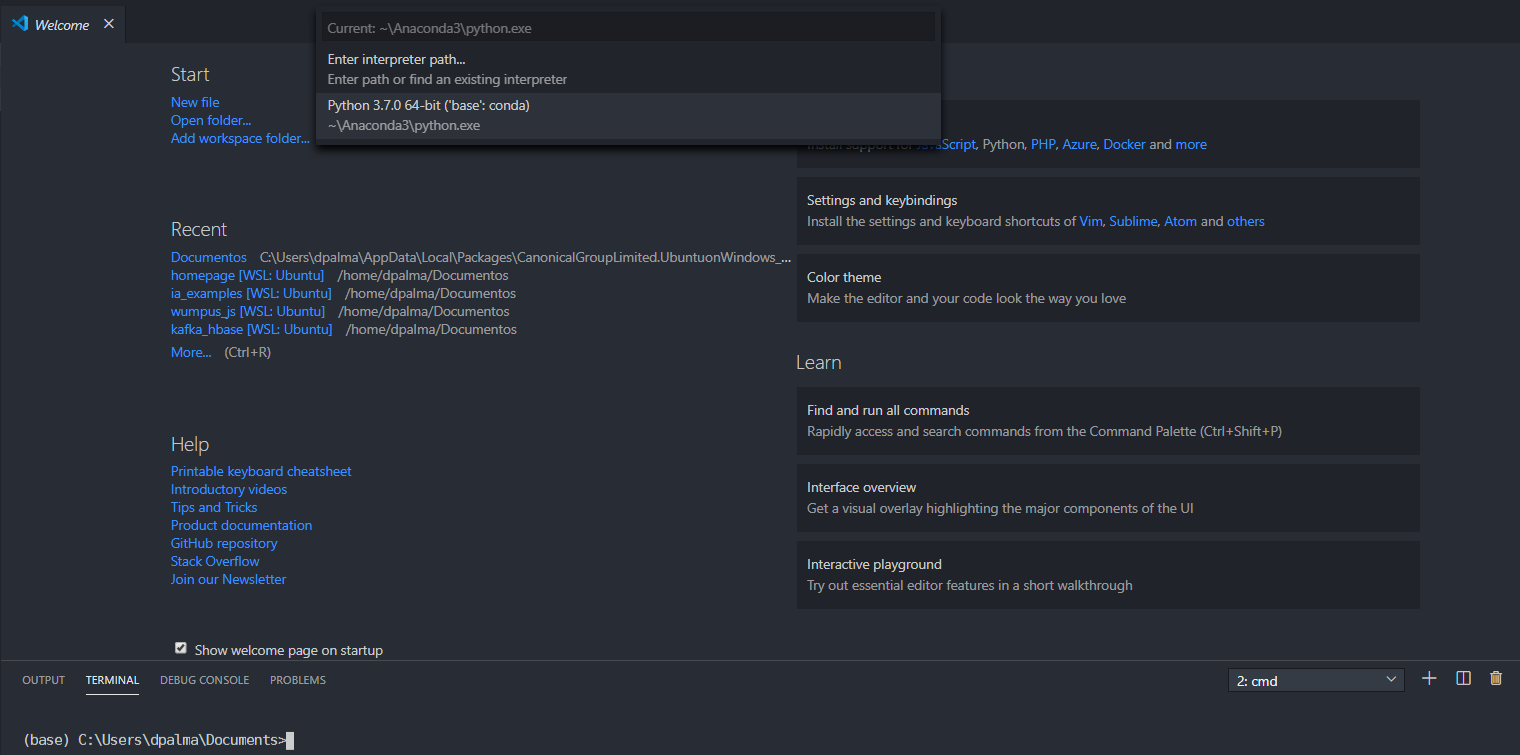 Welcome
Current: ~\Anaconda3\python.exe
Enter interpreter path...
Enter path or find an existing interpreter
Python 3.7.0 64-bit ('base': conda)
~\Anaconda3\python.exe
Start
New file
Open folder...
Add workspace folder...
Recent
Documentos C:\Users\dpalma\AppData\Local\Packages\CanonicalGroupLimited.UbuntuonWindows_...
homepage [WSL: Ubuntu] /home/dpalma/Documentos
ia_examples [WSL: Ubuntu] /home/dpalma/Documentos
wumpus_js [WSL: Ubuntu] /home/dpalma/Documentos
kafka_hbase [WSL: Ubuntu] /home/dpalma/Documentos
More... (Ctrl+R)
Help
Printable keyboard cheatsheet
Introductory videos
Tips and Tricks
Product documentation
GitHub repository
Stack Overflow
Join our Newsletter
Show welcome page on startup
Install support for JavaScript, Python, PHP, Azure, Docker and more
Settings and keybindings
Install the settings and keyboard shortcuts of Vim, Sublime, Atom and others
Color theme
Make the editor and your code look the way you love
Learn
Find and run all commands
Rapidly access and search commands from the Command Palette (Ctrl+Shift+P)
Interface overview
Get a visual overlay highlighting the major components of the UI
Interactive playground
Try out essential editor features in a short walkthrough
OUTPUT TERMINAL DEBUG CONSOLE PROBLEMS 2: cmd
(base) C:\Users\dpalma\Documents>